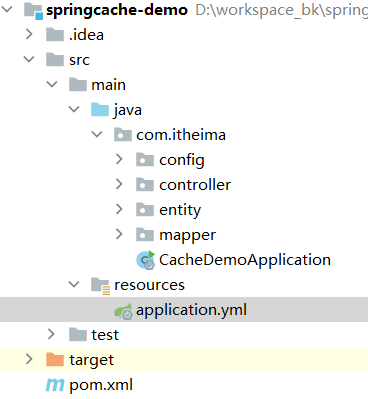 springcache-demo D:\workspace_bk\spring
.idea
src
main
java
com.itheima
config
controller
entity
mapper
CacheDemoApplication
resources
application.yml
test
target
pom.xml